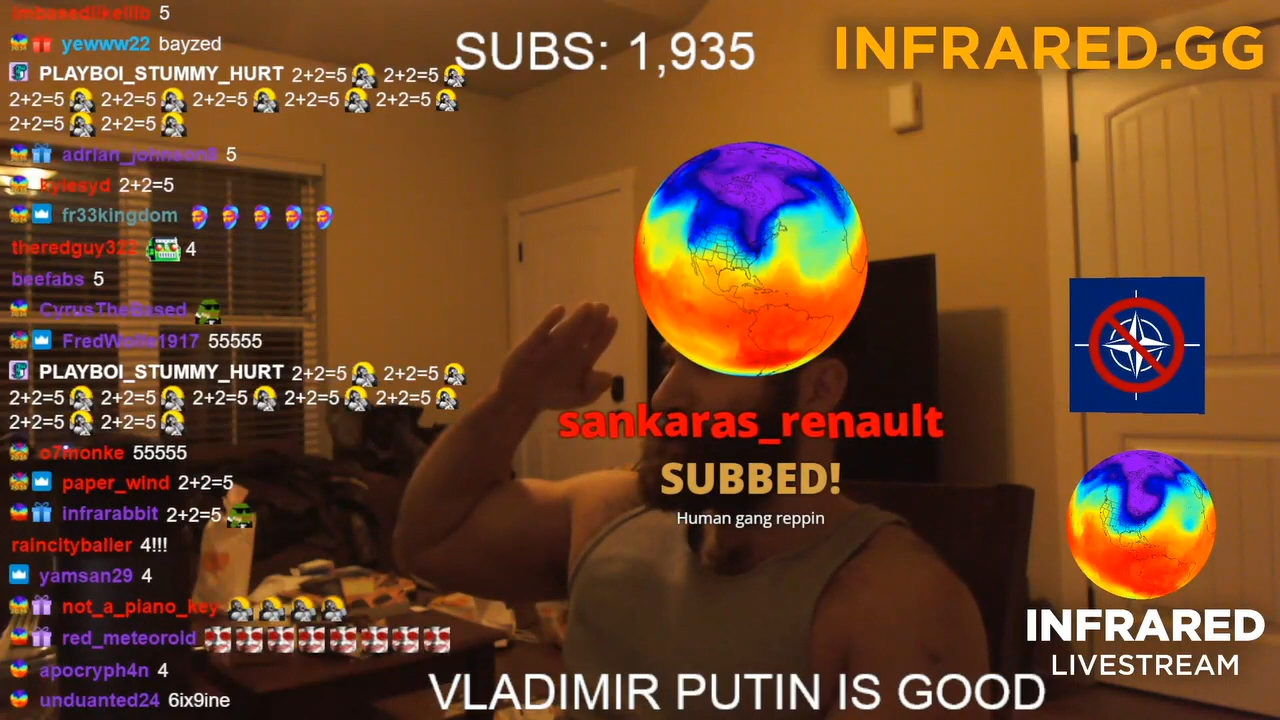 imbasedlikelilb 5
yewww22 bayzed
PLAYBOI_STUMMY_HURT 2+2=5 2+2=5
2+2=5 2+2=5 2+2=5 2+2=5 2+2=5
2+2=5 2+2=5
adrian_johnson5 5
kylesyd 2+2=5
fr33kingdom
theredguy322 4
beefabs 5
CyrusTheBased
FredWolfe1917 55555
PLAYBOI_STUMMY_HURT 2+2=5 2+2=5
2+2=5 2+2=5 2+2=5 2+2=5 2+2=5
2+2=5 2+2=5
o7monke 55555
paper_wind 2+2=5
infrarabbit 2+2=5
raincityballer 4!!!
yamsan29 4
not_a_piano_key
red_meteorold
apocryph4n 4
unduanted24 6ix9ine
SUBS: 1,935
INFRARED.GG
sankaras_renault
SUBBED!
Human gang reppin
INFRARED
LIVESTREAM
VLADIMIR PUTIN IS GOOD